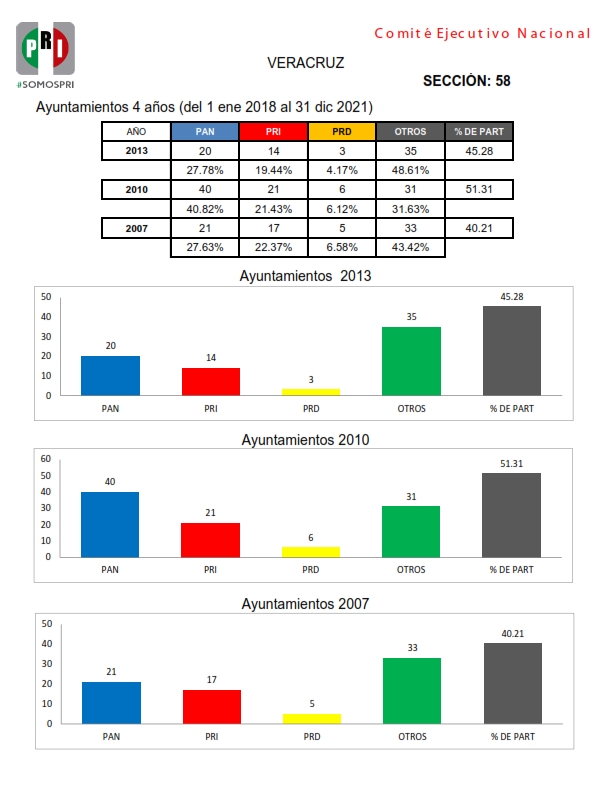 PRI
#SOMOSPRI
Comité Ejecutivo Nacional
VERACRUZ
SECCIÓN: 58
Ayuntamientos 4 años (del 1 ene 2018 al 31 dic 2021)
AÑO PAN PRI PRD OTROS % DE PART
2013 20 14 3 35 45.28
27.78% 19.44% 4.17% 48.61%
2010 40 21 6 31 51.31
40.82% 21.43% 6.12% 31.63%
2007 21 17 5 33 40.21
27.63% 22.37% 6.58% 43.42%
Ayuntamientos 2013
50
40
30
20
10
0
20 14 3 35 45.28
PAN PRI PRD OTROS % DE PART
Ayuntamientos 2010
60
50
40
30
20
10
0
40 21 6 31 51.31
PAN PRI PRD OTROS % DE PART
Ayuntamientos 2007
50
40
30
20
10
0
21 17 5 33 40.21
PAN PRI PRD OTROS % DE PART